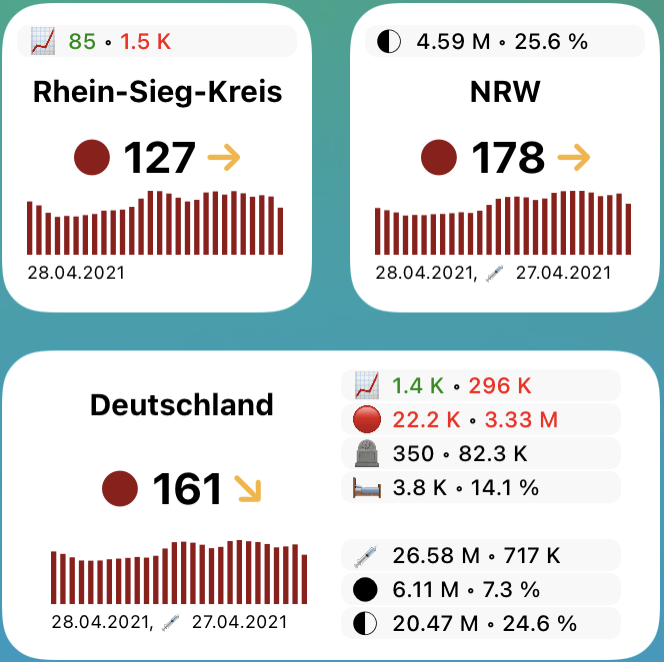 85 ∘ 1.5 K
Rhein-Sieg-Kreis
127
28.04.2021
4.59 M ∘ 25.6 %
NRW
178
28.04.2021, 27.04.2021
Deutschland
161
28.04.2021, 27.04.2021
1.4 K ∘ 296 K
22.2 K ∘ 3.33 M
350 ∘ 82.3 K
3.8 K ∘ 14.1 %
26.58 M ∘ 717 K
6.11 M ∘ 7.3 %
20.47 M ∘ 24.6 %